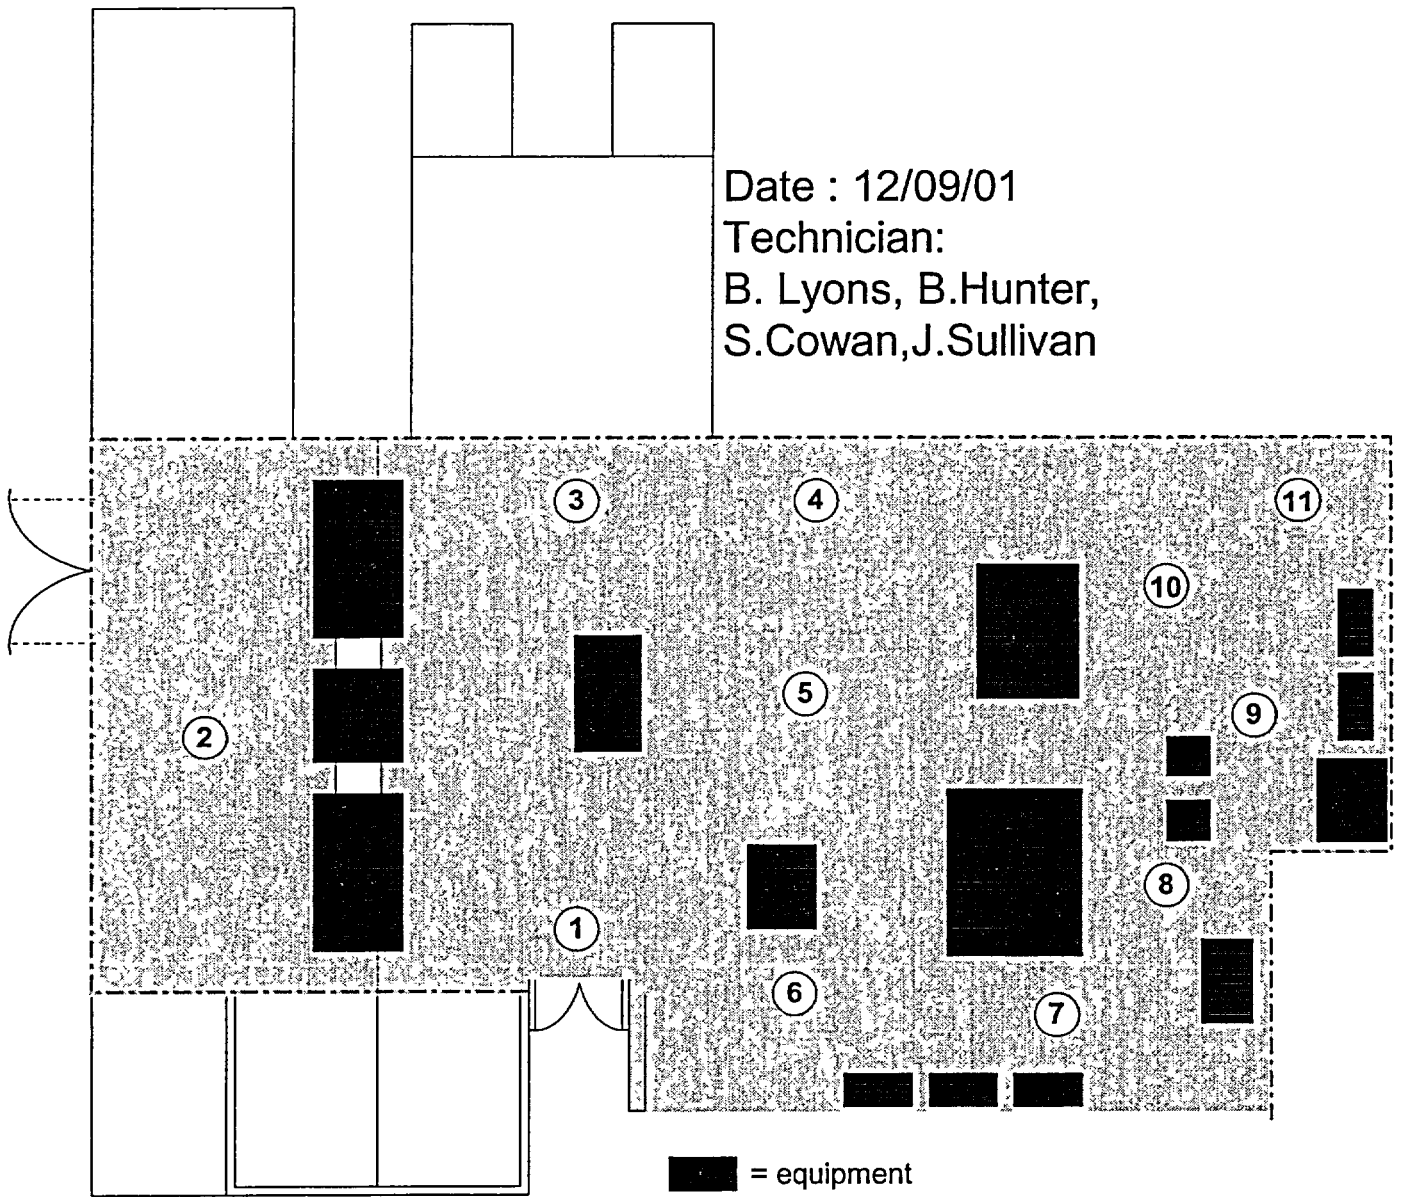 Date : 12/09/01
Technician:
B. Lyons, B.Hunter,
S.Cowan,J.Sullivan
3
4
11
10
5
9
2
8
1
6
7
= equipment